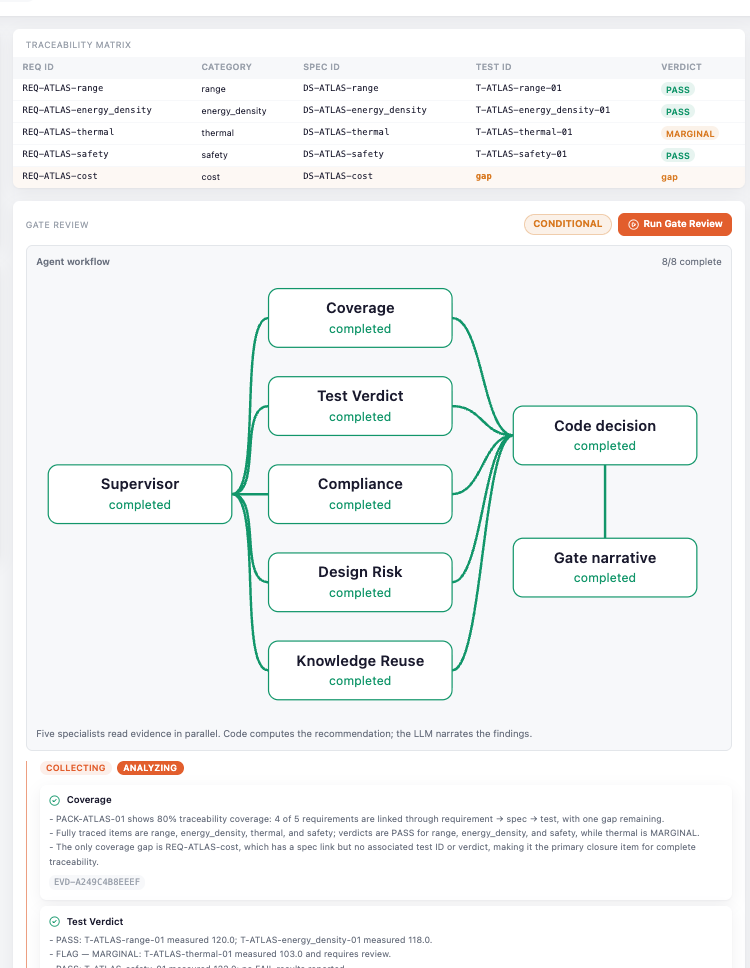 TRACEABILITY MATRIX
REQ ID CATEGORY SPEC ID TEST ID VERDICT
REQ-ATLAS-range range DS-ATLAS-range T-ATLAS-range-01 PASS
REQ-ATLAS-energy_density energy_density DS-ATLAS-energy_density T-ATLAS-energy_density-01 PASS
REQ-ATLAS-thermal thermal DS-ATLAS-thermal T-ATLAS-thermal-01 MARGINAL
REQ-ATLAS-safety safety DS-ATLAS-safety T-ATLAS-safety-01 PASS
REQ-ATLAS-cost cost DS-ATLAS-cost gap gap
GATE REVIEW CONDITIONAL Run Gate Review
Agent workflow 8/8 complete
Coverage
completed
Test Verdict
completed
Code decision
completed
Supervisor
completed
Compliance
completed
Gate narrative
completed
Design Risk
completed
Knowledge Reuse
completed
Five specialists read evidence in parallel. Code computes the recommendation; the LLM narrates the findings.
COLLECTING ANALYZING
Coverage
- PACK-ATLAS-01 shows 80% traceability coverage: 4 of 5 requirements are linked through requirement → spec → test, with one gap remaining.
- Fully traced items are range, energy_density, thermal, and safety; verdicts are PASS for range, energy_density, and safety, while thermal is MARGINAL.
- The only coverage gap is REQ-ATLAS-cost, which has a spec link but no associated test ID or verdict, making it the primary closure item for complete
traceability.
EVD-A249C4B8EEEF
Test Verdict
- PASS: T-ATLAS-range-01 measured 120.0; T-ATLAS-energy_density-01 measured 118.0.
- FLAG — MARGINAL: T-ATLAS-thermal-01 measured 103.0 and requires review.